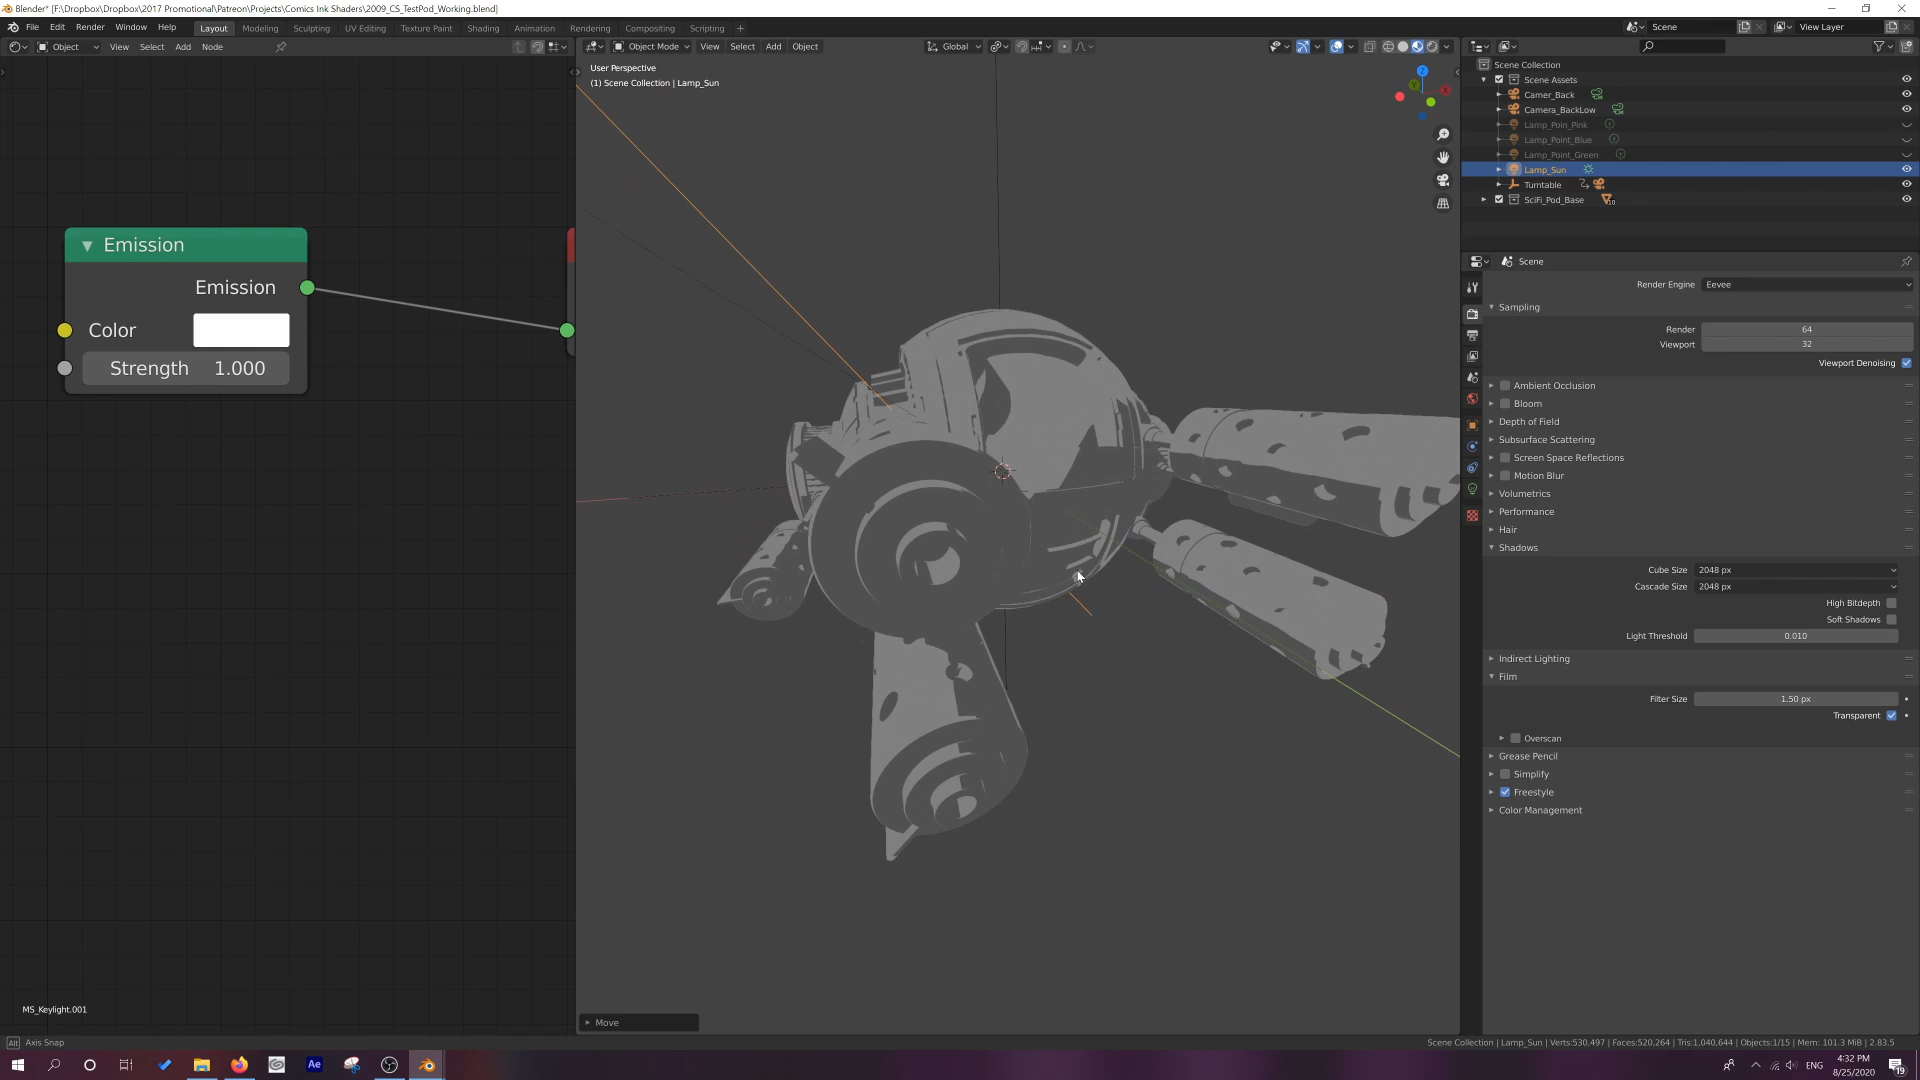 Blender* [F:\Dropbox\Dropbox\2017 Promotional\Patreon\Projects\Comics Ink Shaders\2009_CS_TestPod_Working.blend]
File Edit Render Window Help Layout Modeling Sculpting UV Editing Texture Paint Shading Animation Rendering Compositing Scripting + Scene View Layer
Object View Select Add Node Object Mode View Select Add Object Global
User Perspective
(1) Scene Collection | Lamp_Sun
Z
Scene Collection
Scene Assets
Camer_Back
Camera_BackLow
Lamp_Poin_Pink
Lamp_Point_Blue
Lamp_Point_Green
Lamp_Sun
Turntable
SciFi_Pod_Base 10
Scene
Render Engine Eevee
Sampling
Render 64
Viewport 32
Viewport Denoising
Ambient Occlusion
Bloom
Depth of Field
Subsurface Scattering
Screen Space Reflections
Motion Blur
Volumetrics
Performance
Hair
Shadows
Cube Size 2048 px
Cascade Size 2048 px
High Bitdepth
Soft Shadows
Light Threshold 0.010
Indirect Lighting
Film
Filter Size 1.50 px
Transparent
Overscan
Grease Pencil
Simplify
Freestyle
Color Management
Emission
Emission
Color
Strength 1.000
MS_Keylight.001
Move
Alt Axis Snap
Scene Collection | Lamp_Sun | Verts:530,497 | Faces:520,264 | Tris:1,040,644 | Objects:1/15 | Mem: 101.3 MiB | 2.83.5
Ae
ENG
4:32 PM
8/25/2020
19